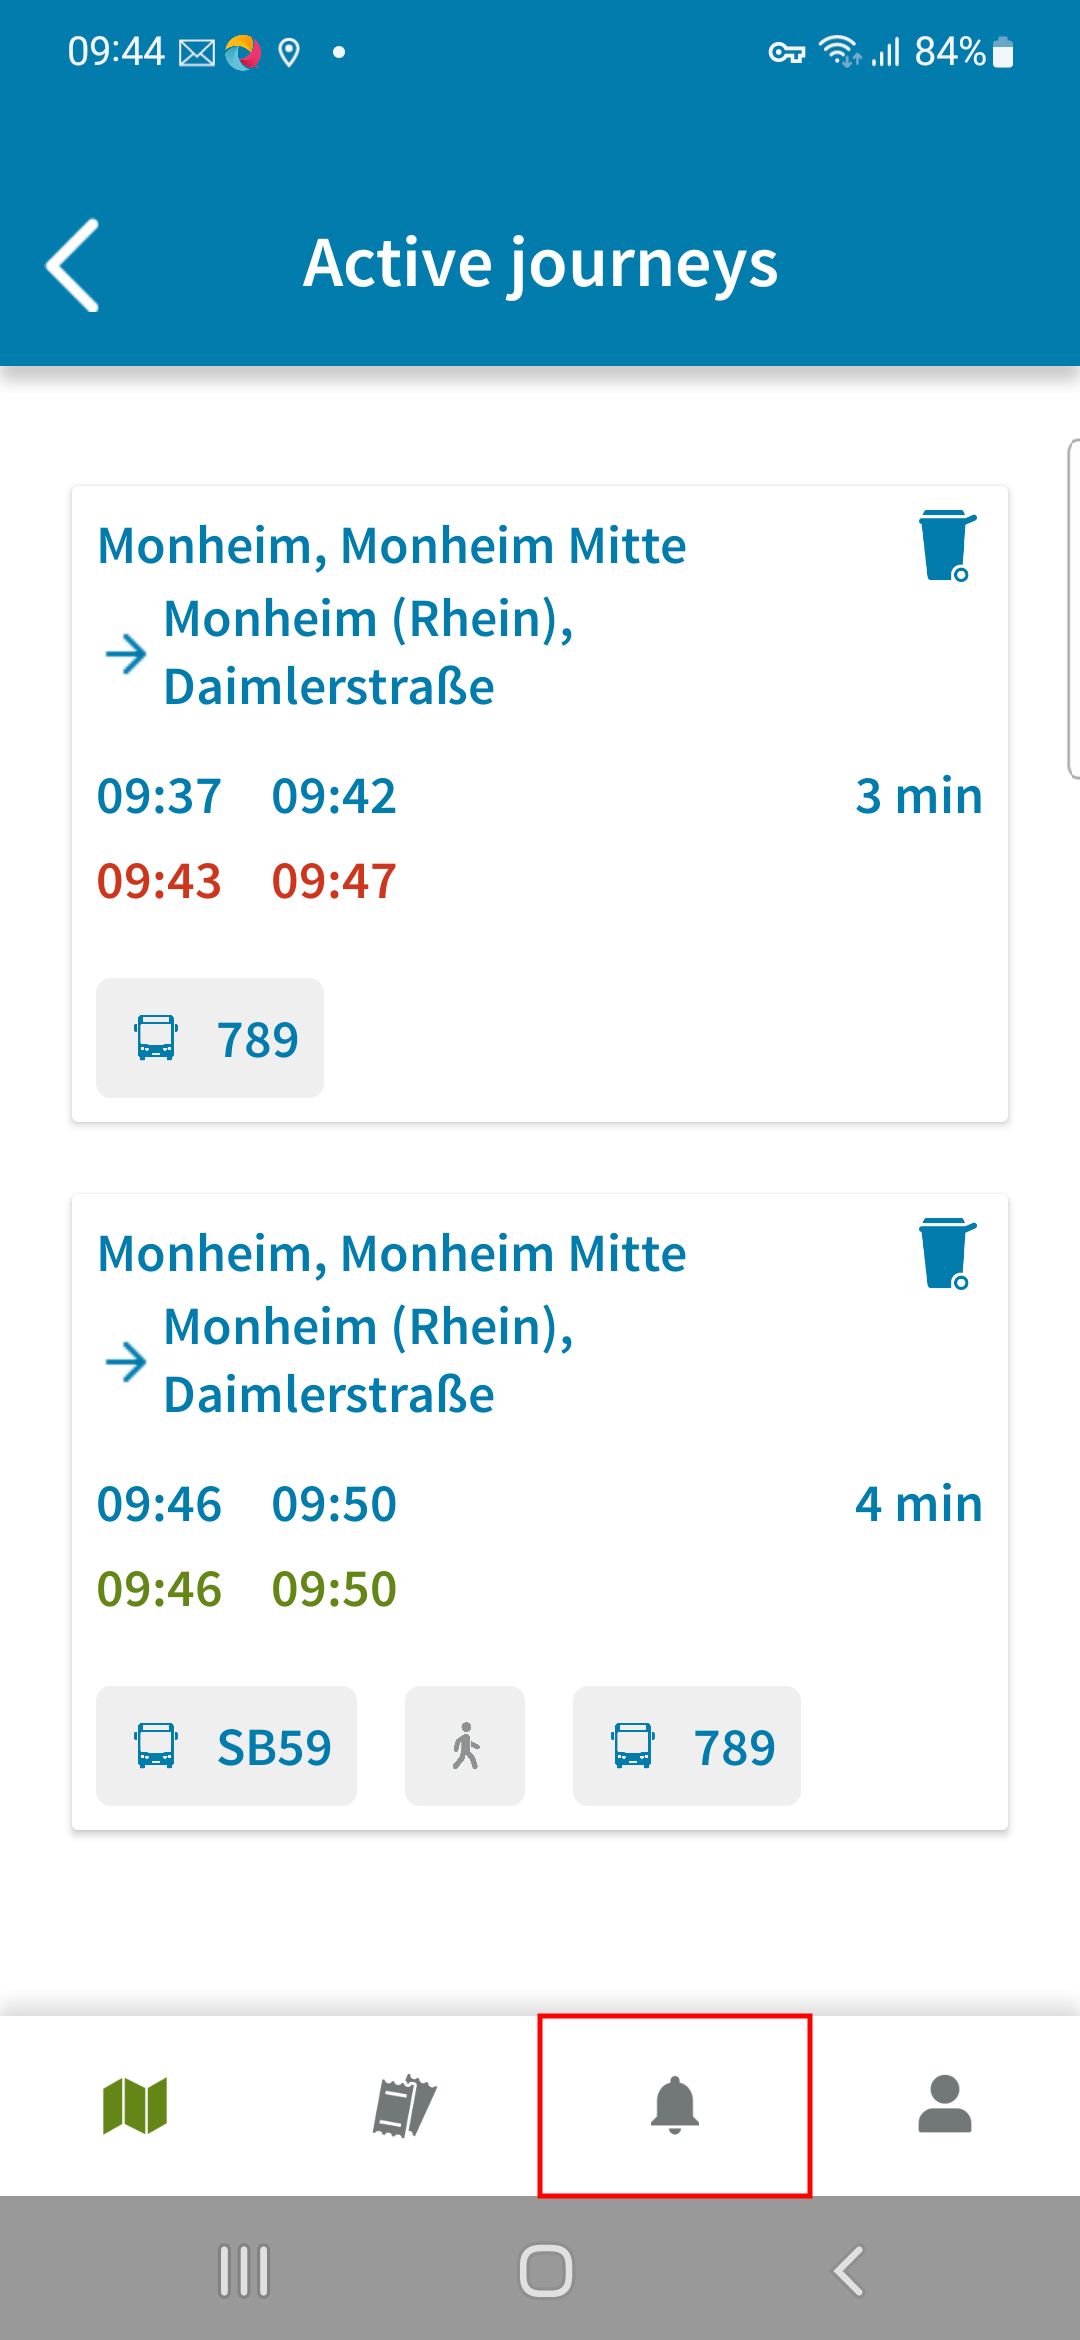 09:44
84%
Active journeys
Monheim, Monheim Mitte
Monheim (Rhein),
Daimlerstraße
09:37 09:42 3 min
09:43 09:47
789
Monheim, Monheim Mitte
Monheim (Rhein),
Daimlerstraße
09:46 09:50 4 min
09:46 09:50
SB59 789